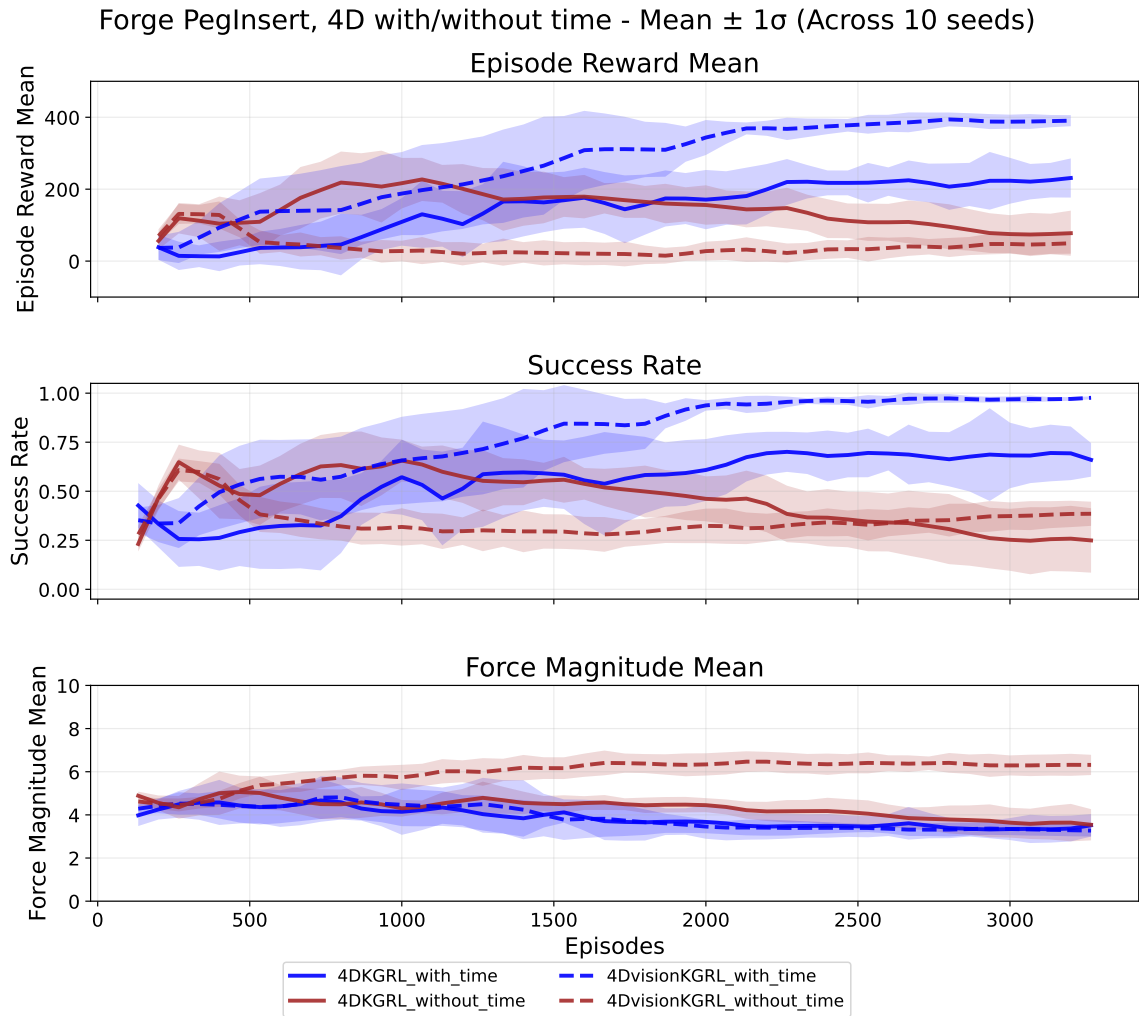 Forge PegInsert, 4D with/without time - Mean ± 1σ (Across 10 seeds)
Episode Reward Mean
Episode Reward Mean
400
200
0
Success Rate
Success Rate
1.00
0.75
0.50
0.25
0.00
Force Magnitude Mean
Force Magnitude Mean
10
8
6
4
2
0
0 500 1000 1500 2000 2500 3000
Episodes
4DKGRL_with_time 4DvisionKGRL_with_time
4DKGRL_without_time 4DvisionKGRL_without_time